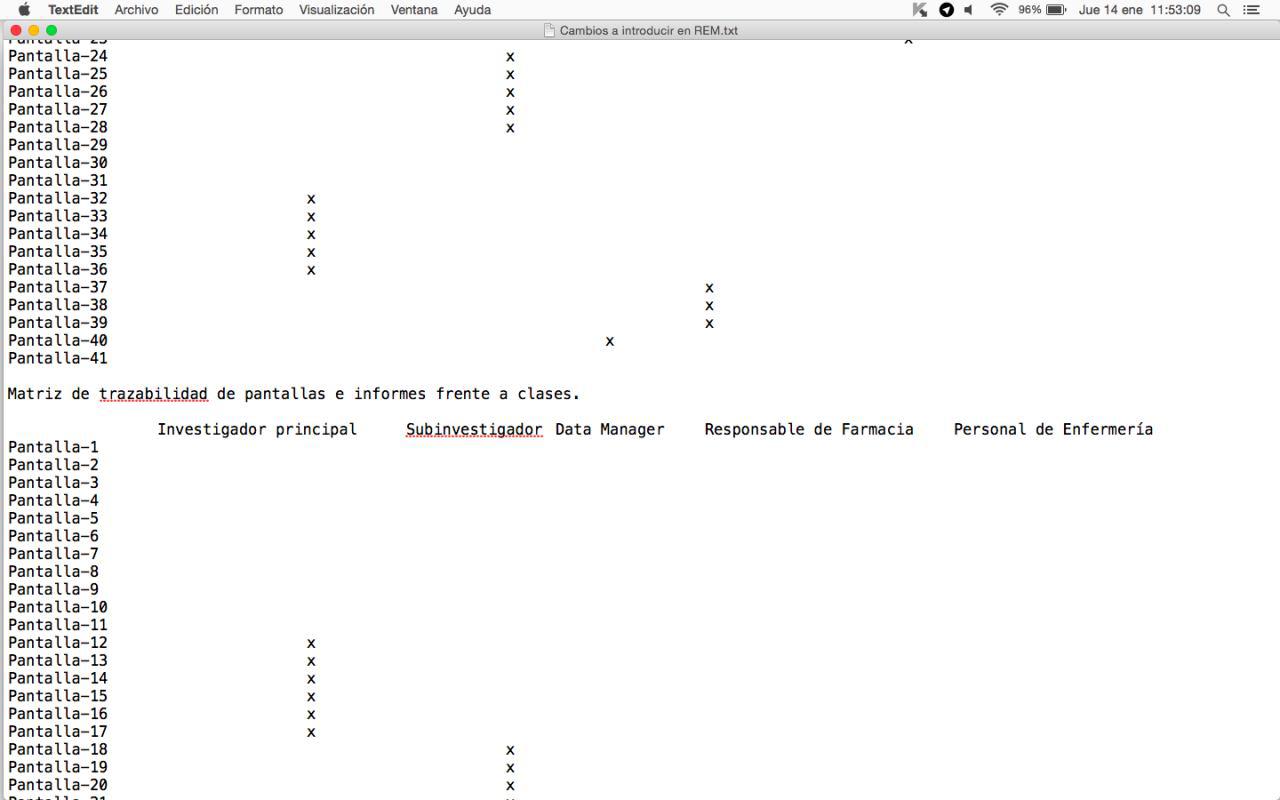 TextEdit Archivo Edición Formato Visualización Ventana Ayuda 96% Jue 14 ene 11:53:09
Cambios a introducir en REM.txt
x
Pantalla-24 x
Pantalla-25 x
Pantalla-26 x
Pantalla-27 x
Pantalla-28 x
Pantalla-29
Pantalla-30
Pantalla-31
Pantalla-32 x
Pantalla-33 x
Pantalla-34 x
Pantalla-35 x
Pantalla-36 x
Pantalla-37 x
Pantalla-38 x
Pantalla-39 x
Pantalla-40 x
Pantalla-41
Matriz de trazabilidad de pantallas e informes frente a clases.
Investigador principal Subinvestigador Data Manager Responsable de Farmacia Personal de Enfermería
Pantalla-1
Pantalla-2
Pantalla-3
Pantalla-4
Pantalla-5
Pantalla-6
Pantalla-7
Pantalla-8
Pantalla-9
Pantalla-10
Pantalla-11
Pantalla-12 x
Pantalla-13 x
Pantalla-14 x
Pantalla-15 x
Pantalla-16 x
Pantalla-17 x
Pantalla-18 x
Pantalla-19 x
Pantalla-20 x